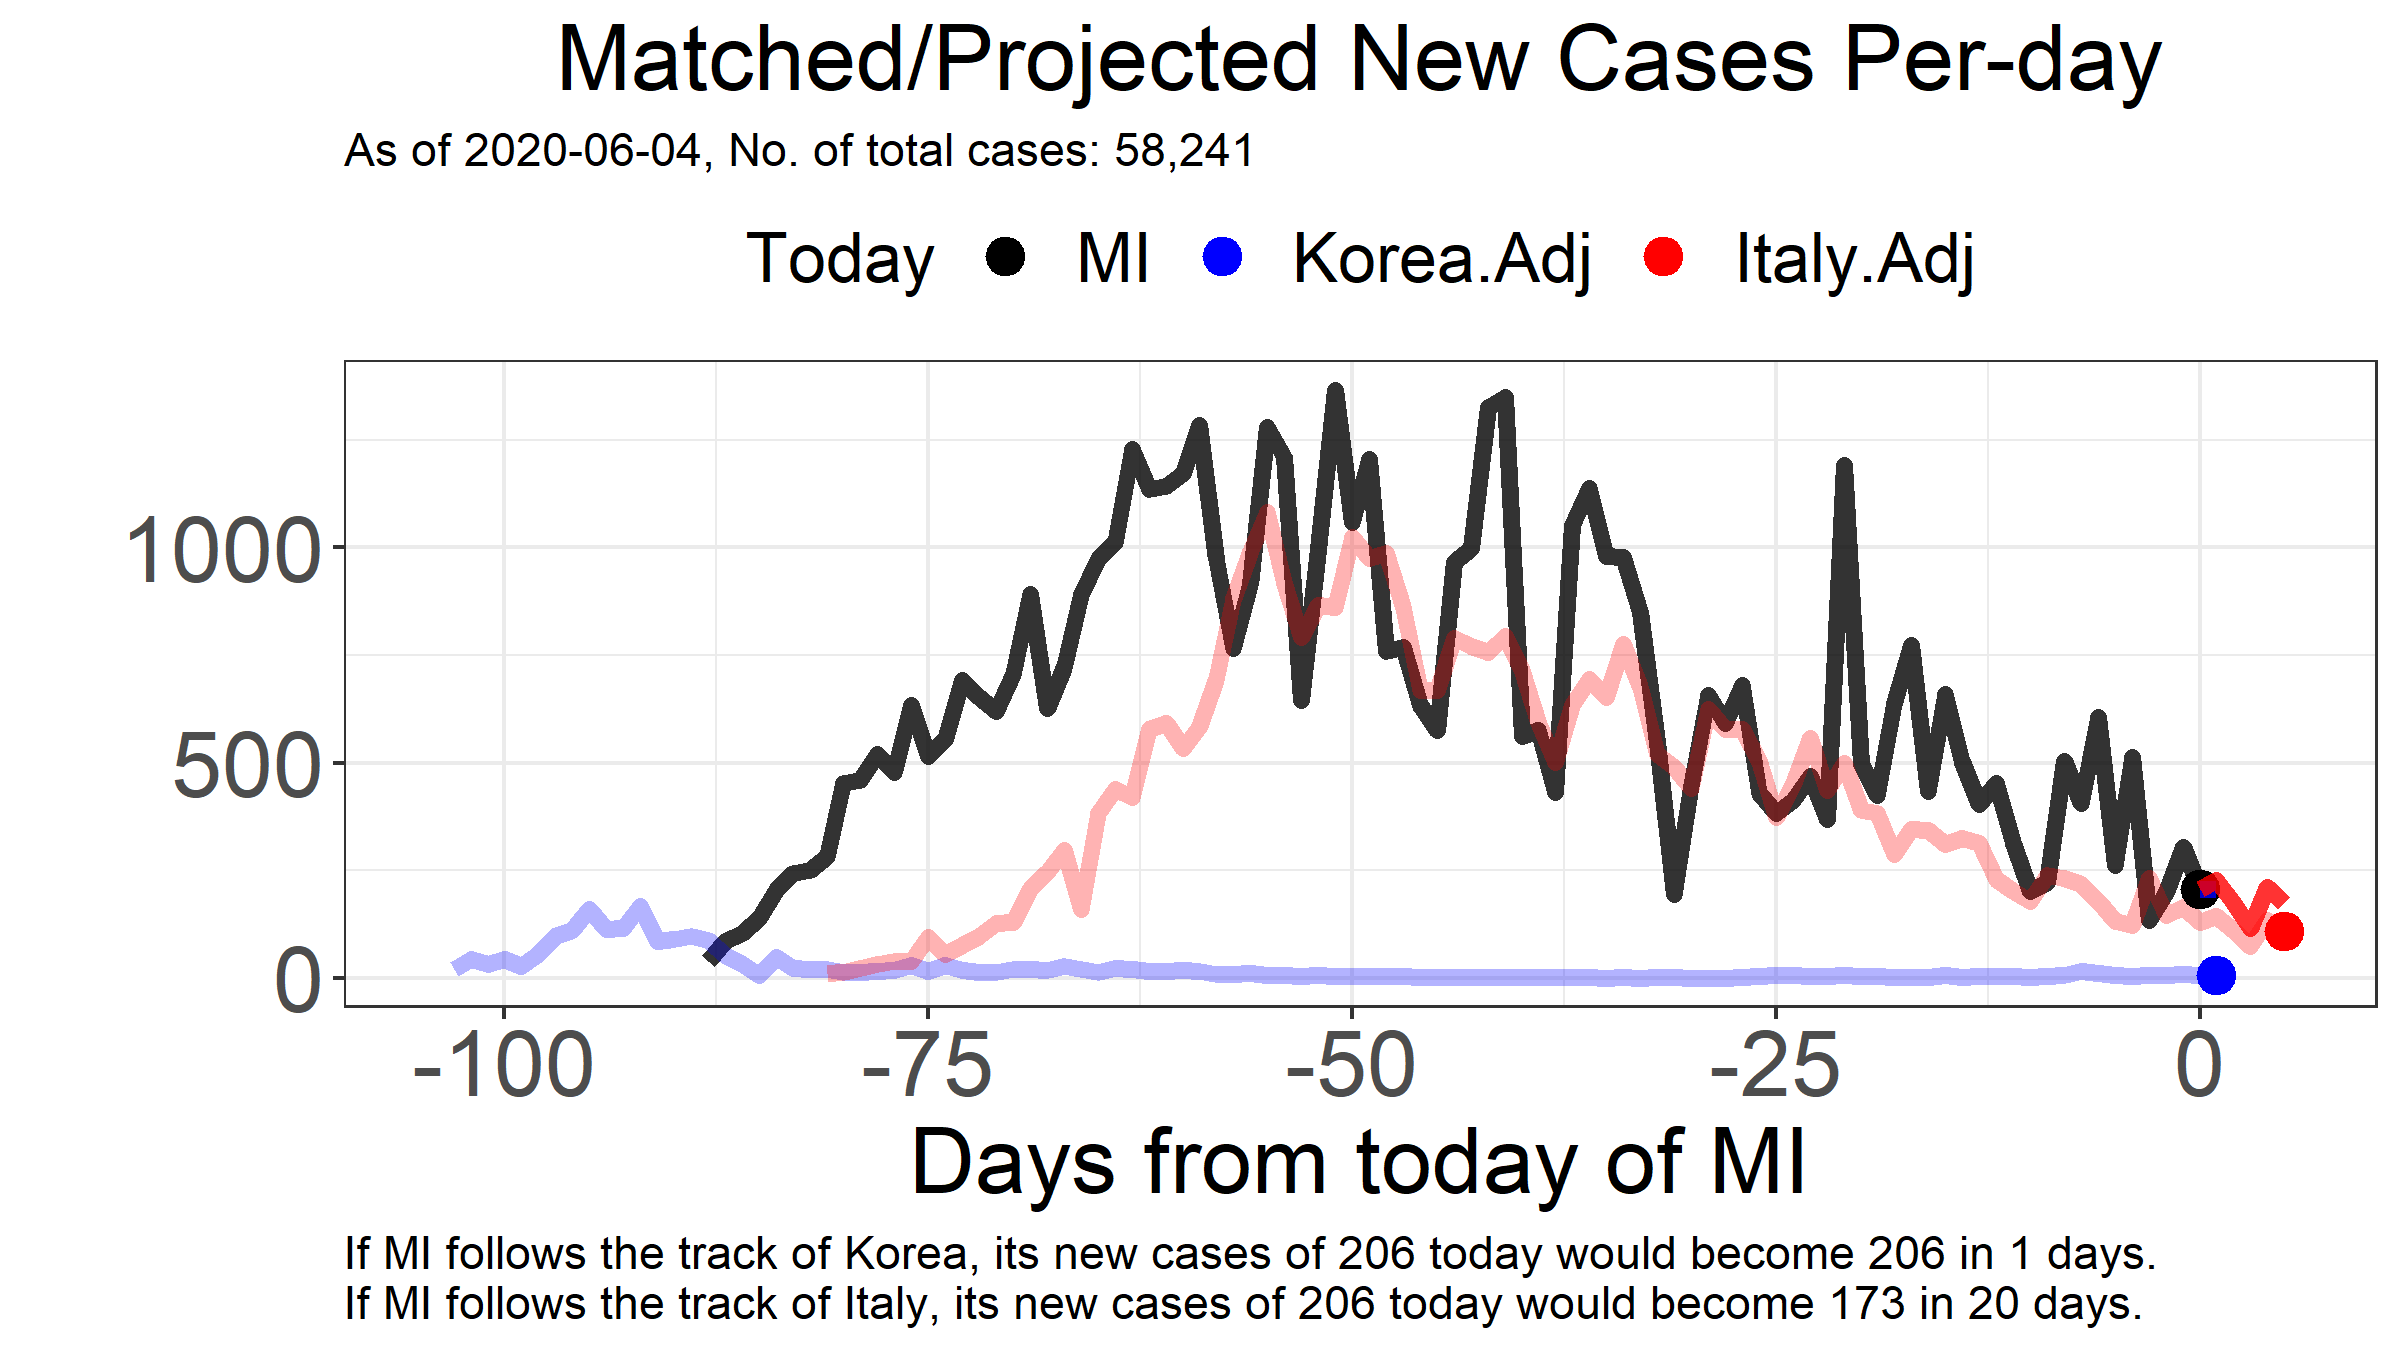 Matched/Projected New Cases Per-day
As of 2020-06-04, No. of total cases: 58,241
Today MI Korea.Adj Italy.Adj
1000
500
0
-100 -75 -50 -25 0
Days from today of MI
If MI follows the track of Korea, its new cases of 206 today would become 206 in 1 days.
If MI follows the track of Italy, its new cases of 206 today would become 173 in 20 days.